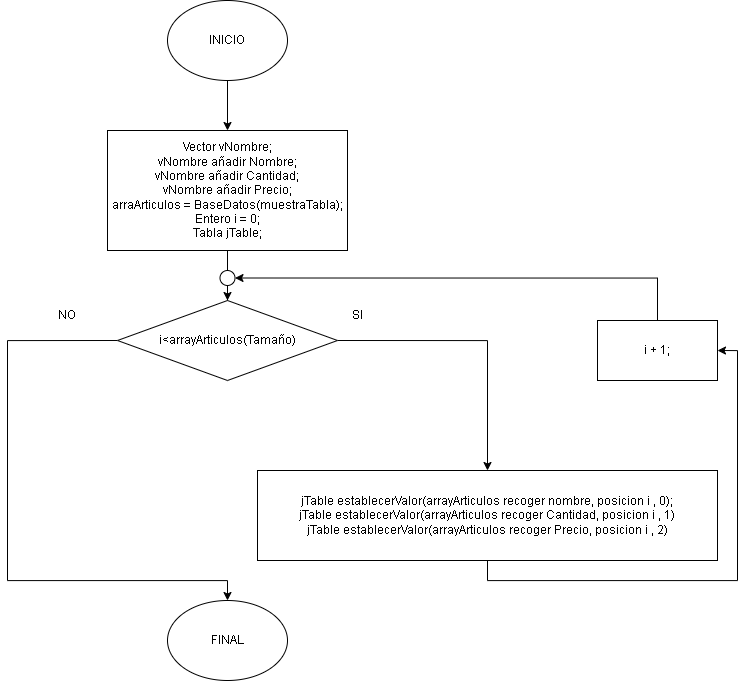 INICIO
Vector vNombre;
vNombre añadir Nombre;
vNombre añadir Cantidad;
vNombre añadir Precio;
arraArticulos = BaseDatos(muestraTabla);
Entero i = 0;
Tabla jTable;
NO
SI
i<arrayArticulos(Tamaño)
i + 1;
jTable establecerValor(arrayArticulos recoger nombre, posicion i , 0);
jTable establecerValor(arrayArticulos recoger Cantidad, posicion i , 1)
jTable establecerValor(arrayArticulos recoger Precio, posicion i , 2)
FINAL